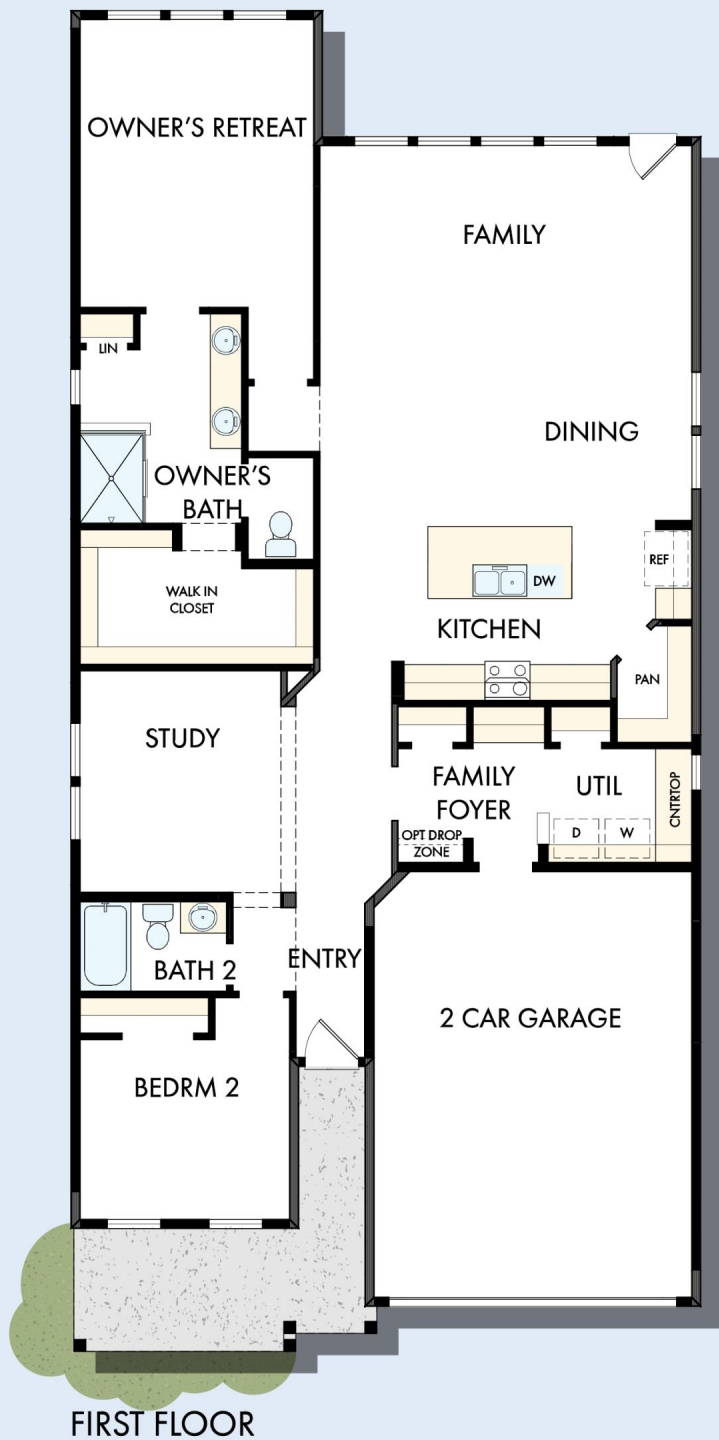 OWNER'S RETREAT
FAMILY
LIN
DINING
OWNER'S
BATH
REF
DW
WALK IN
CLOSET
KITCHEN
PAN
STUDY
FAMILY
FOYER
UTIL
CNTRTOP
OPT DROP
ZONE
D
W
ENTRY
BATH 2
2 CAR GARAGE
BEDRM 2
FIRST FLOOR